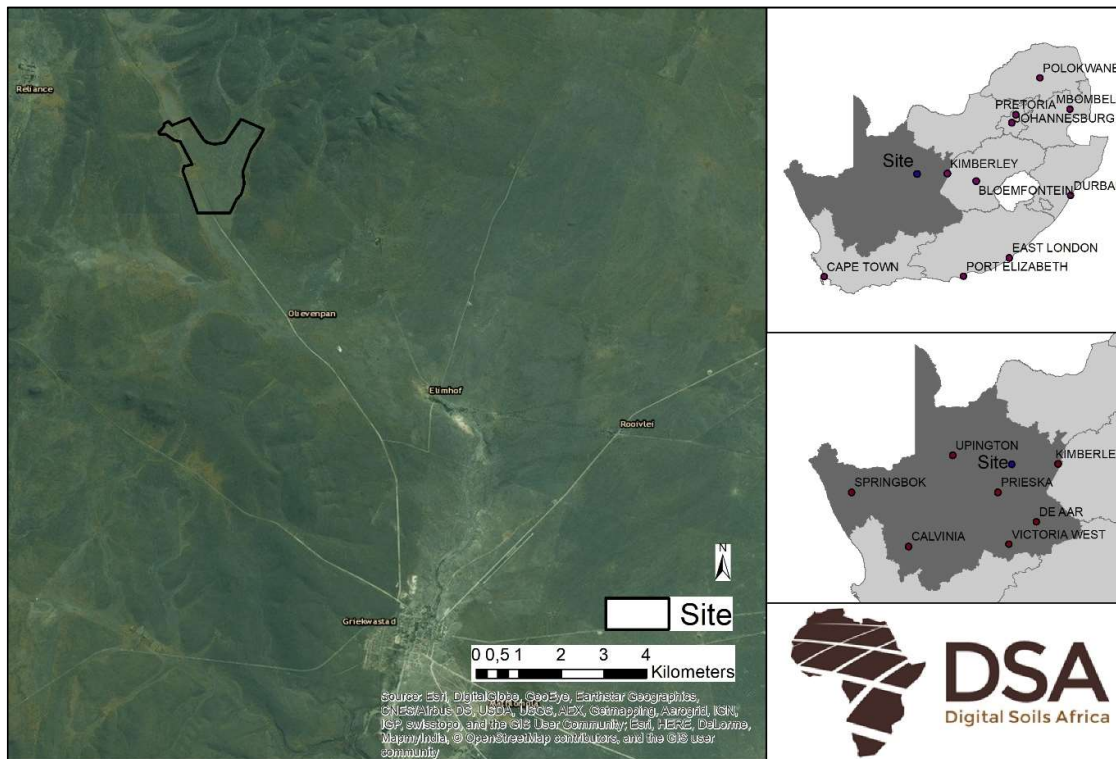 Reliance
Olievenpan
Elimhof
Rooivlei
Griekwastad
N
Site
0 0,5 1 2 3 4
Kilometers
Source: Esri, DigitalGlobe, GeoEye, Earthstar Geographics,
CNES/Airbus DS, USDA, USGS, AEX, Getmapping, Aerogrid, IGN,
IGP, swisstopo, and the GIS User Community; Esri, HERE, DeLorme,
MapmyIndia, © OpenStreetMap contributors, and the GIS user
community
POLOKWANE
MBOMBEL
PRETORIA
JOHANNESBURG
Site
KIMBERLEY
BLOEMFONTEIN
DURBA
EAST LONDON
CAPE TOWN
PORT ELIZABETH
UPINGTON
Site
KIMBERLE
SPRINGBOK
PRIESKA
DE AAR
CALVINIA
VICTORIA WEST
DSA
Digital Soils Africa